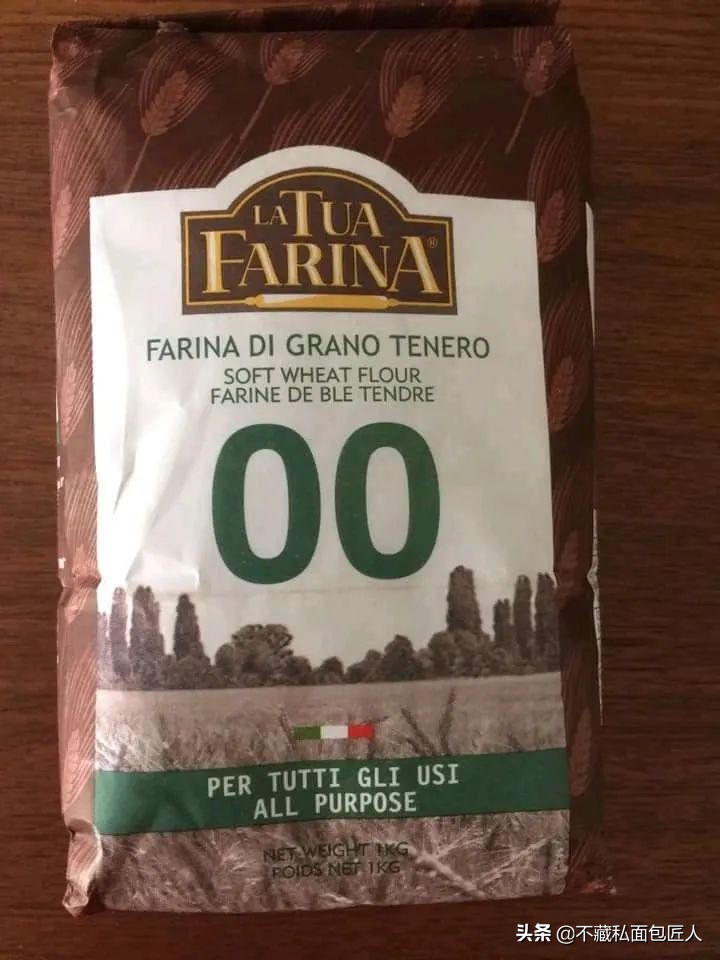 LA TUA
FARINA®
FARINA DI GRANO TENERO
SOFT WHEAT FLOUR
FARINE DE BLE TENDRE
00
PER TUTTI GLI USI
ALL PURPOSE
NET WEIGHT 1KG
POIDS NET 1KG
头条 @不藏私面包匠人